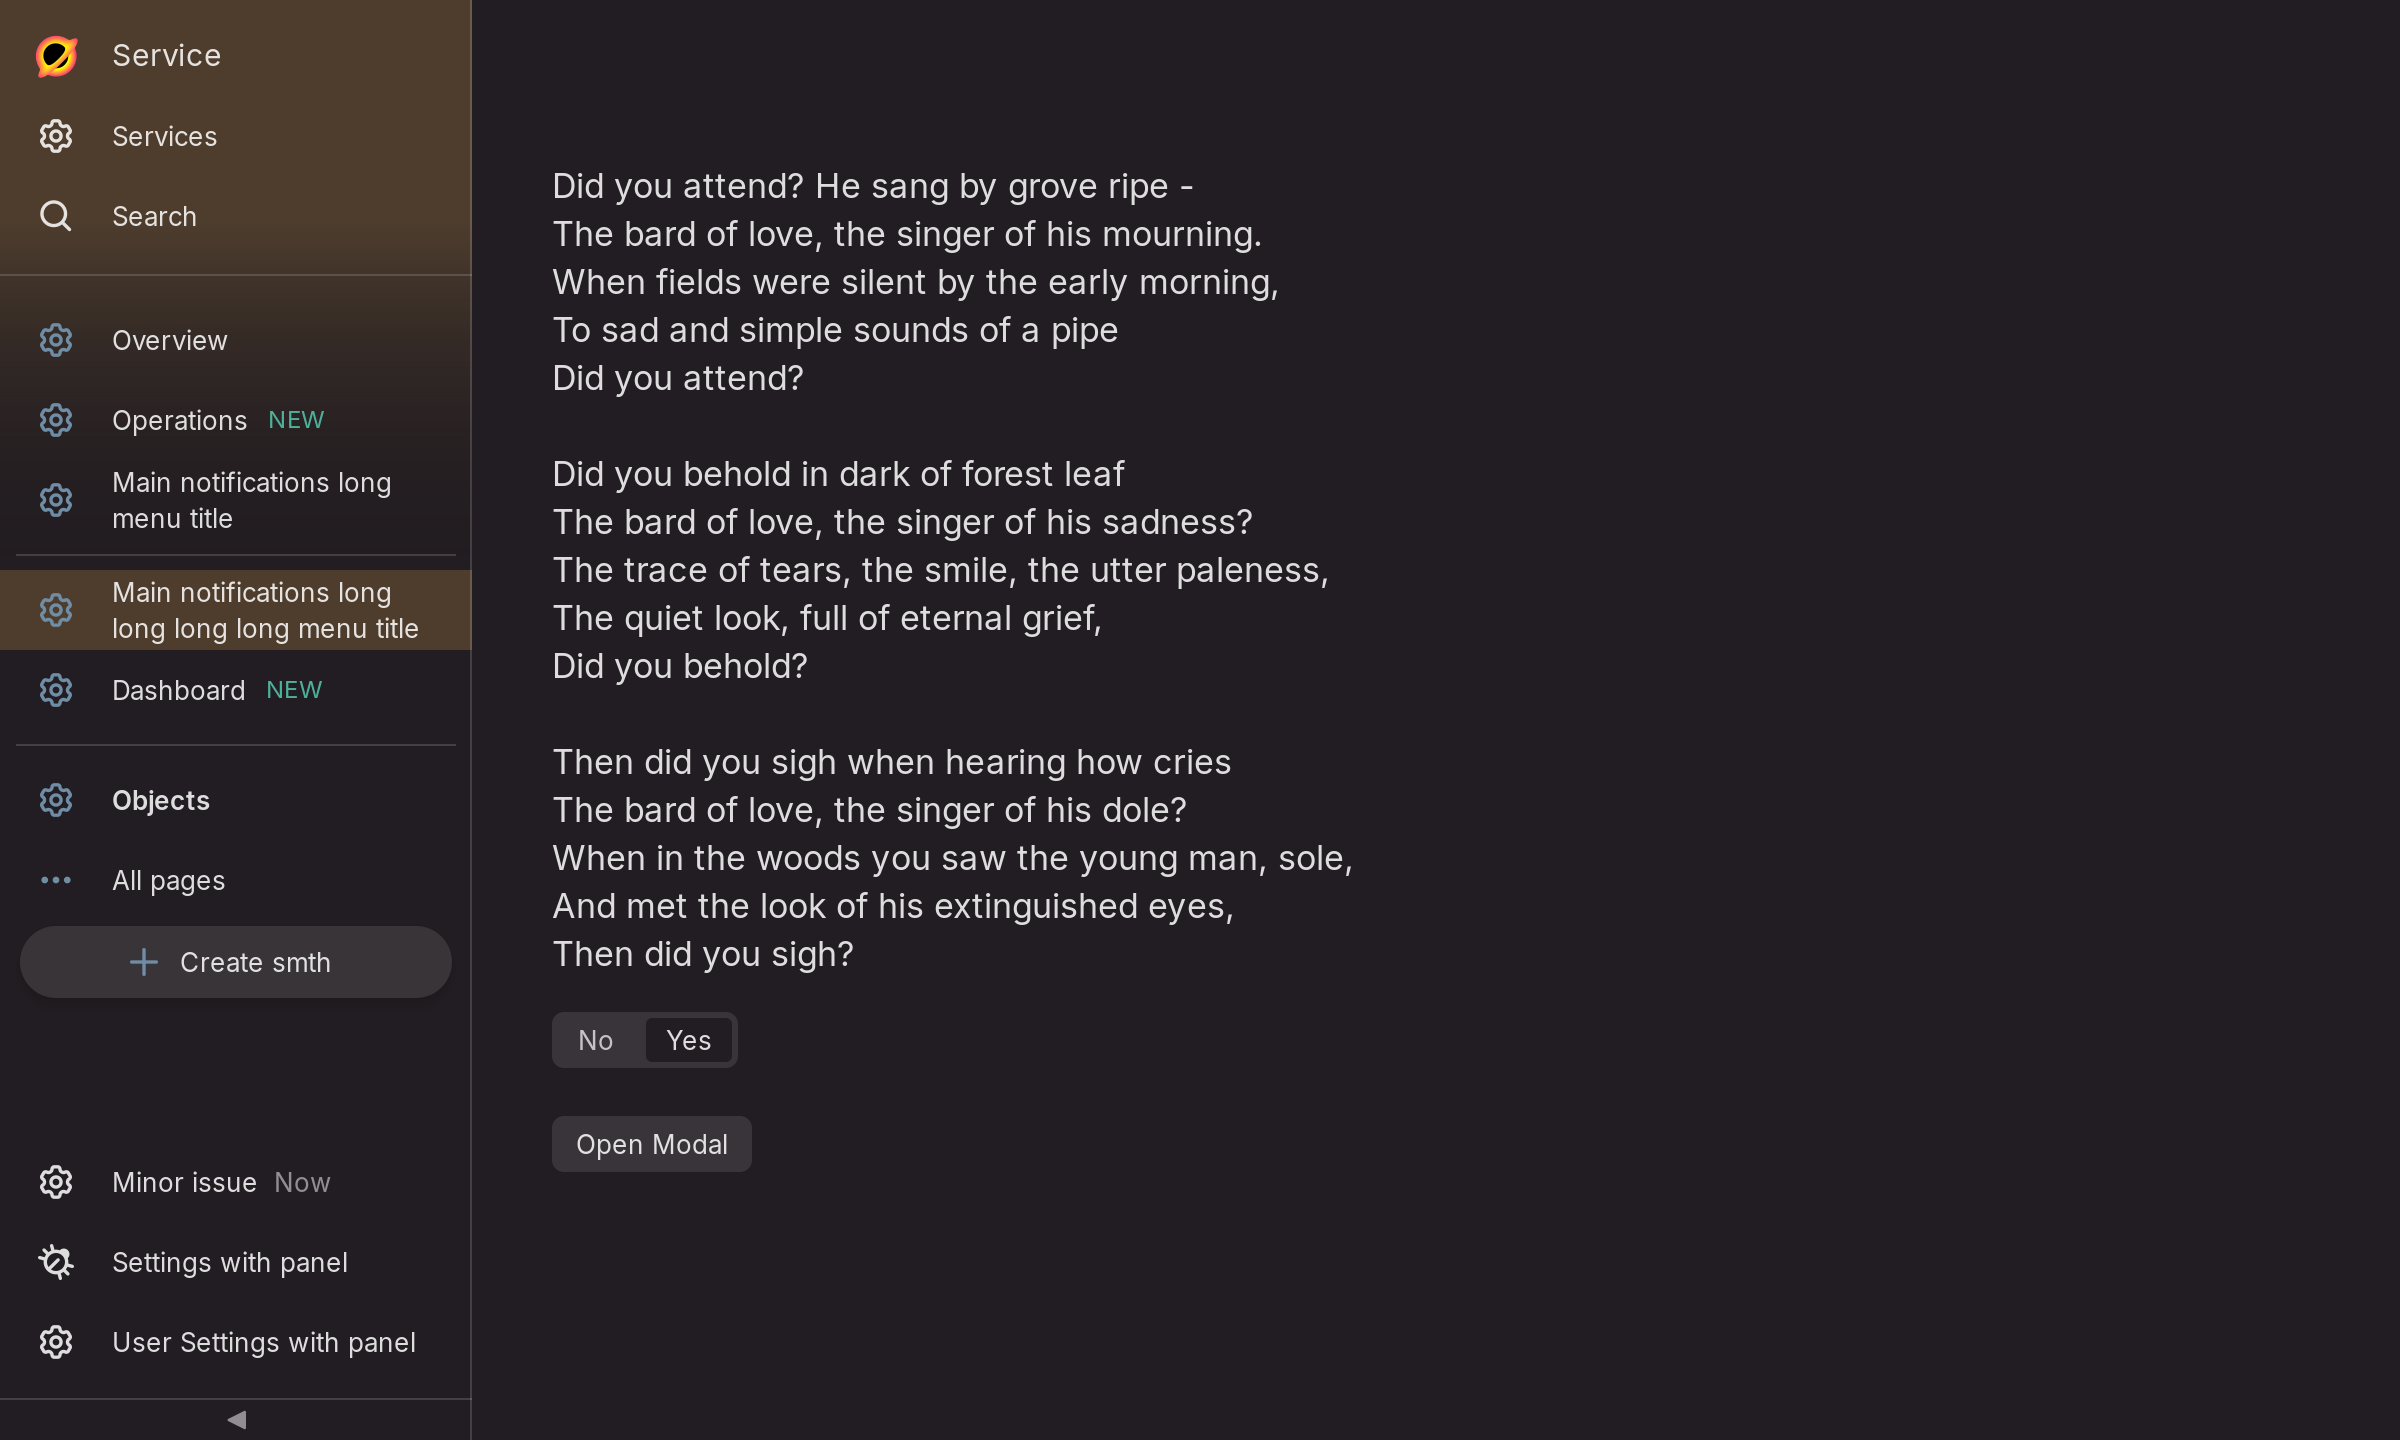 Service
Services
Search
Overview
Operations NEW
Main notifications long
menu title
Main notifications long
long long long menu title
Dashboard NEW
Objects
All pages
Create smth
Minor issue Now
Settings with panel
User Settings with panel
Did you attend? He sang by grove ripe -
The bard of love, the singer of his mourning.
When fields were silent by the early morning,
To sad and simple sounds of a pipe
Did you attend?
Did you behold in dark of forest leaf
The bard of love, the singer of his sadness?
The trace of tears, the smile, the utter paleness,
The quiet look, full of eternal grief,
Did you behold?
Then did you sigh when hearing how cries
The bard of love, the singer of his dole?
When in the woods you saw the young man, sole,
And met the look of his extinguished eyes,
Then did you sigh?
No Yes
Open Modal